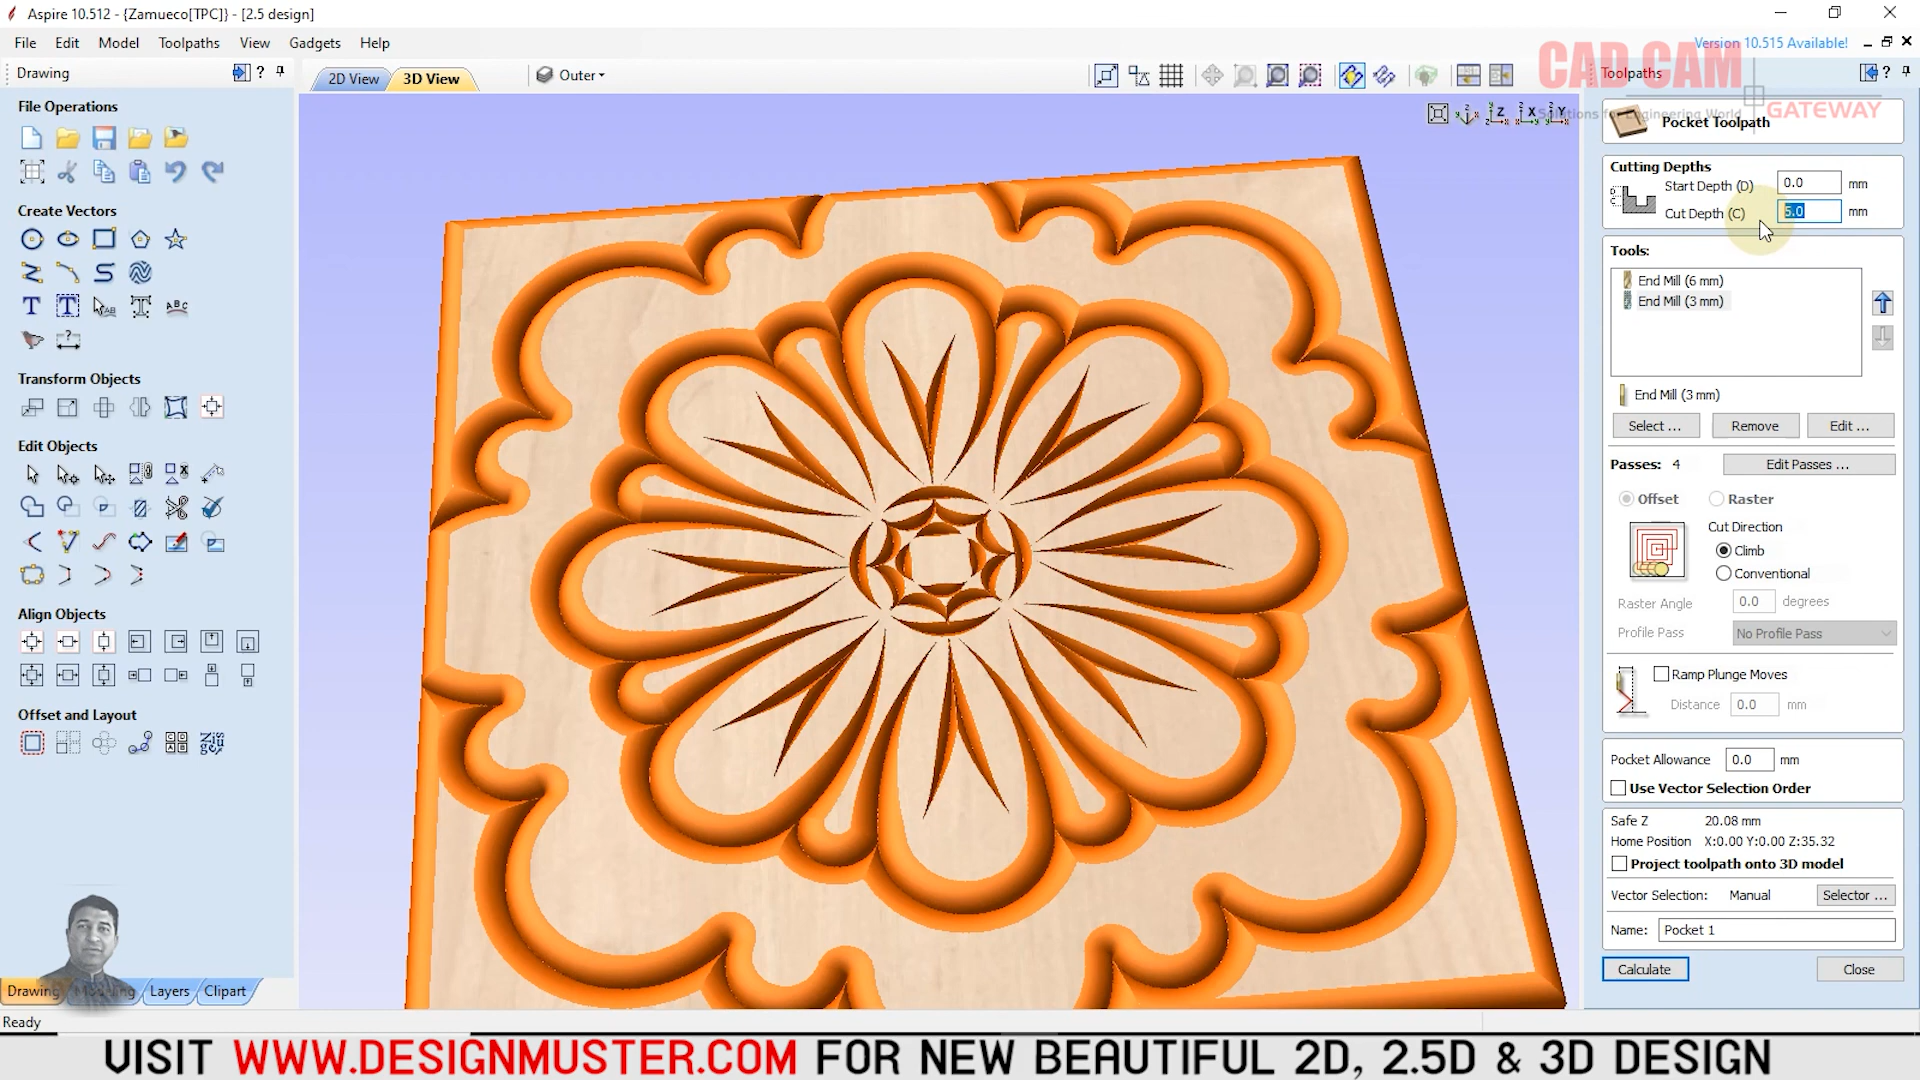 Aspire 10.512 - {Zamueco[TPC]} - [2.5 design]
File Edit Model Toolpaths View Gadgets Help
Version 10.515 Available!
CAD CAM
GATEWAY
Solutions for Engineering World
Drawing
2D View 3D View Outer
Toolpaths
File Operations
Create Vectors
Transform Objects
Edit Objects
Align Objects
Offset and Layout
Drawing Modeling Layers Clipart
Ready
Pocket Toolpath
Cutting Depths
Start Depth (D) 0.0 mm
Cut Depth (C) 5.0 mm
Tools:
End Mill (6 mm)
End Mill (3 mm)
End Mill (3 mm)
Select ... Remove Edit ...
Passes: 4 Edit Passes ...
Offset Raster
Cut Direction
Climb
Conventional
Raster Angle 0.0 degrees
Profile Pass No Profile Pass
Ramp Plunge Moves
Distance 0.0 mm
Pocket Allowance 0.0 mm
Use Vector Selection Order
Safe Z 20.08 mm
Home Position X:0.00 Y:0.00 Z:35.32
Project toolpath onto 3D model
Vector Selection: Manual Selector ...
Name: Pocket 1
Calculate Close
VISIT WWW.DESIGNMUSTER.COM FOR NEW BEAUTIFUL 2D, 2.5D & 3D DESIGN